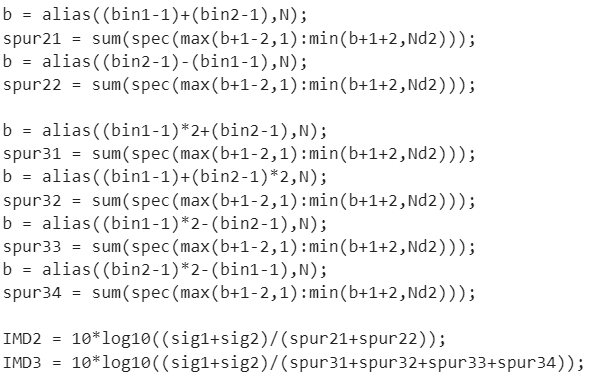 b = alias((bin1-1)+(bin2-1),N);
spur21 = sum(spec(max(b+1-2,1):min(b+1+2,Nd2)));
b = alias((bin2-1)-(bin1-1),N);
spur22 = sum(spec(max(b+1-2,1):min(b+1+2,Nd2)));

b = alias((bin1-1)*2+(bin2-1),N);
spur31 = sum(spec(max(b+1-2,1):min(b+1+2,Nd2)));
b = alias((bin1-1)+(bin2-1)*2,N);
spur32 = sum(spec(max(b+1-2,1):min(b+1+2,Nd2)));
b = alias((bin1-1)*2-(bin2-1),N);
spur33 = sum(spec(max(b+1-2,1):min(b+1+2,Nd2)));
b = alias((bin2-1)*2-(bin1-1),N);
spur34 = sum(spec(max(b+1-2,1):min(b+1+2,Nd2)));

IMD2 = 10*log10((sig1+sig2)/(spur21+spur22));
IMD3 = 10*log10((sig1+sig2)/(spur31+spur32+spur33+spur34));